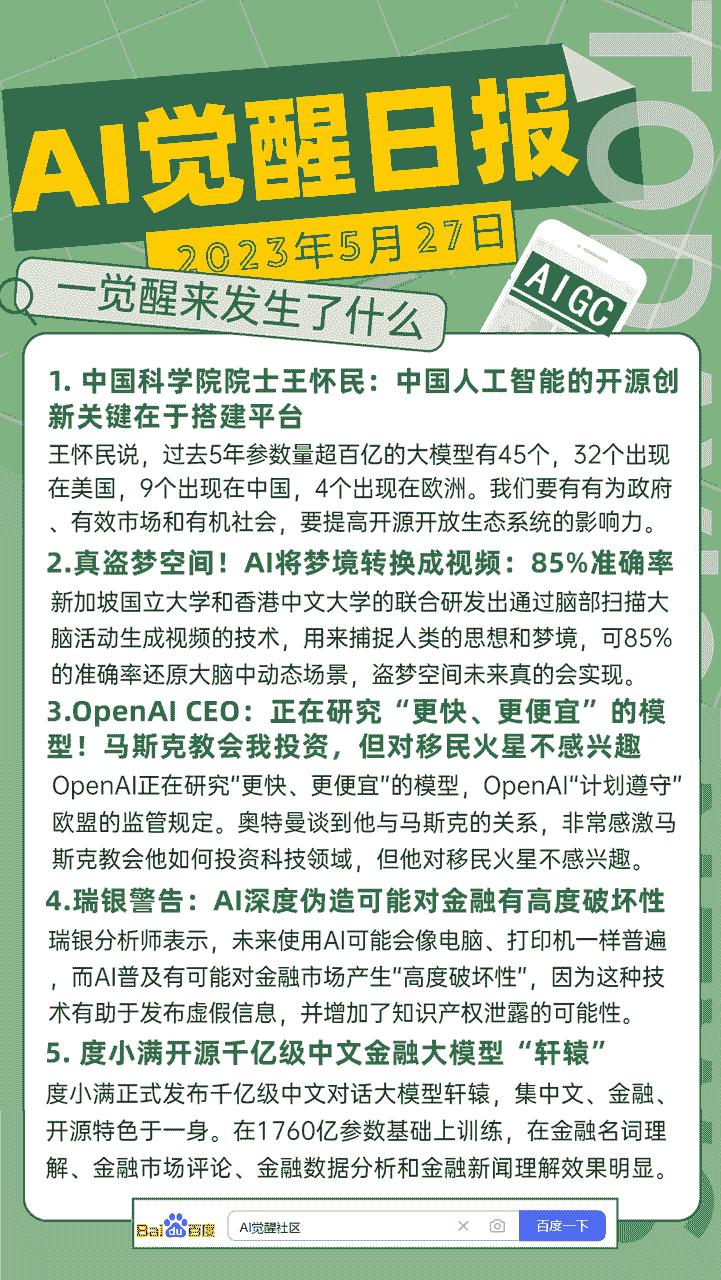 AI觉醒日报
2023年5月27日
一觉醒来发生了什么
AIGC
1. 中国科学院院士王怀民：中国人工智能的开源创
新关键在于搭建平台
王怀民说，过去5年参数量超百亿的大模型有45个，32个出现
在美国，9个出现在中国，4个出现在欧洲。我们要有有为政府
、有效市场和有机社会，要提高开源开放生态系统的影响力。
2.真盗梦空间！AI将梦境转换成视频：85%准确率
新加坡国立大学和香港中文大学的联合研发出通过脑部扫描大
脑活动生成视频的技术，用来捕捉人类的思想和梦境，可85%
的准确率还原大脑中动态场景，盗梦空间未来真的会实现。
3.OpenAI CEO：正在研究“更快、更便宜”的模
型！马斯克教会我投资，但对移民火星不感兴趣
OpenAI正在研究"更快、更便宜"的模型，OpenAI"计划遵守"
欧盟的监管规定。奥特曼谈到他与马斯克的关系，非常感激马
斯克教会他如何投资科技领域，但他对移民火星不感兴趣。
4.瑞银警告：AI深度伪造可能对金融有高度破坏性
瑞银分析师表示，未来使用AI可能会像电脑、打印机一样普遍
，而AI普及有可能对金融市场产生"高度破坏性"，因为这种技
术有助于发布虚假信息，并增加了知识产权泄露的可能性。
5. 度小满开源千亿级中文金融大模型“轩辕”
度小满正式发布千亿级中文对话大模型轩辕，集中文、金融、
开源特色于一身。在1760亿参数基础上训练，在金融名词理
解、金融市场评论、金融数据分析和金融新闻理解效果明显。
Bai du 百度
AI觉醒社区
百度一下